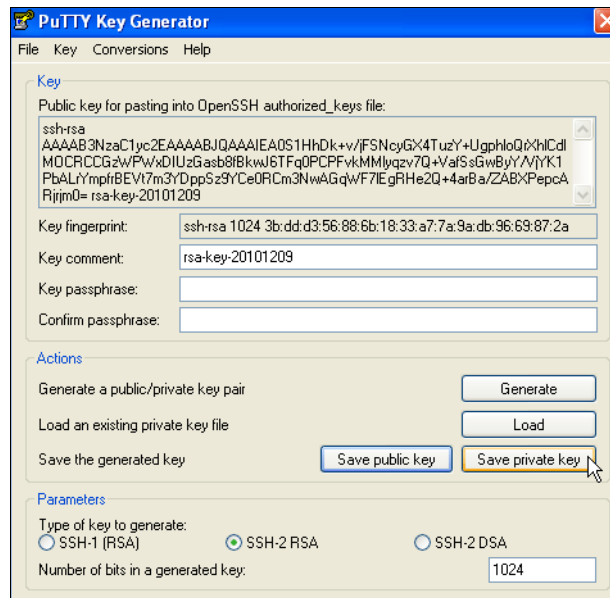 PuTTY Key Generator
File Key Conversions Help
Key
Public key for pasting into OpenSSH authorized_keys file:
ssh-rsa
AAAAB3NzaC1yc2EAAAABJQAAAIEA0S1HhDk+v/jFSNcyGX4TuzY+UgphloQrXhlCdl
MOCRCCGzWPWxDIUzGasb8fBkwJ6TFq0PCPFvkMMlyqzv7Q+VafSsGwByY/VjYK1
PbALrYmpfrBEVt7m3YDppSz9YCe0RCm3NwAGqWF7lEgRHe2Q+4arBa/ZABXPepcA
Rjrjm0= rsa-key-20101209
Key fingerprint: ssh-rsa 1024 3b:dd:d3:56:88:6b:18:33:a7:7a:9a:db:96:69:87:2a
Key comment: rsa-key-20101209
Key passphrase:
Confirm passphrase:
Actions
Generate a public/private key pair Generate
Load an existing private key file Load
Save the generated key Save public key Save private key
Parameters
Type of key to generate:
SSH-1 (RSA) SSH-2 RSA SSH-2 DSA
Number of bits in a generated key: 1024